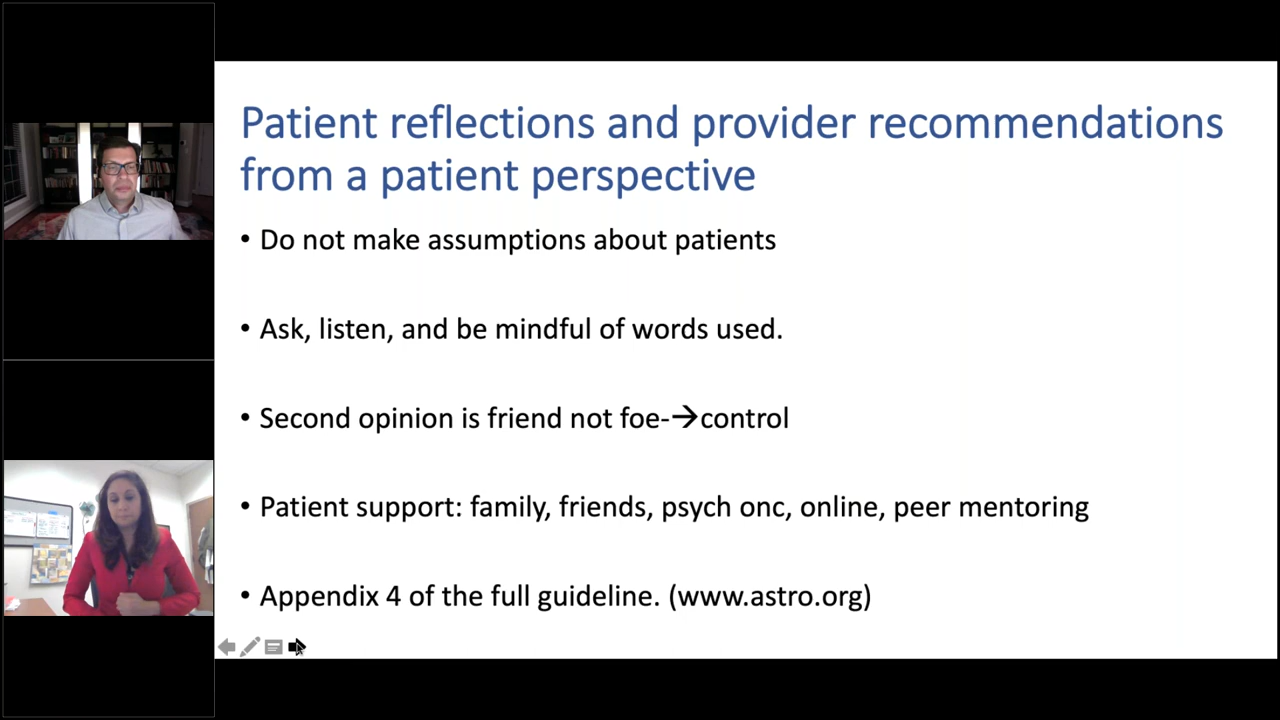 Patient reflections and provider recommendations
from a patient perspective
• Do not make assumptions about patients
• Ask, listen, and be mindful of words used.
• Second opinion is friend not foe-→control
• Patient support: family, friends, psych onc, online, peer mentoring
• Appendix 4 of the full guideline. (www.astro.org)